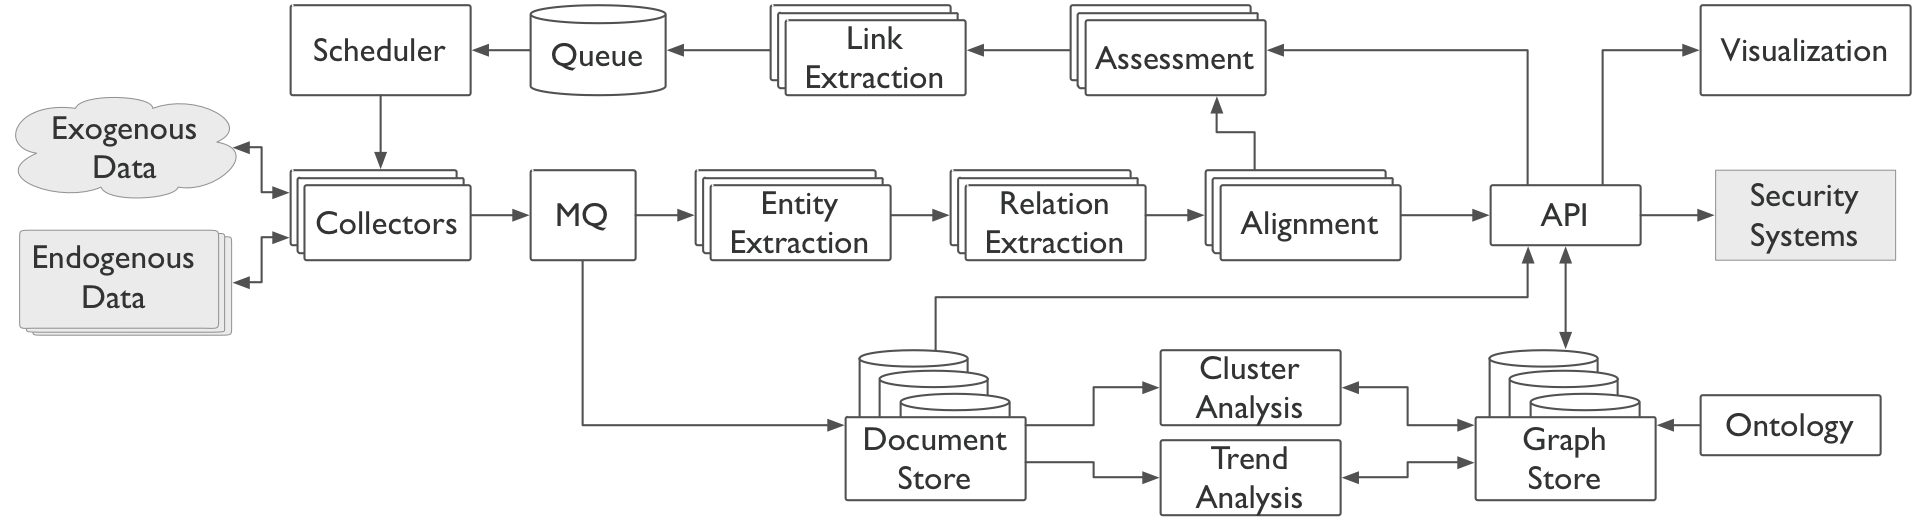 Scheduler
Queue
Link
Extraction
Assessment
Visualization
Exogenous
Data
Collectors
MQ
Entity
Extraction
Relation
Extraction
Alignment
API
Security
Systems
Endogenous
Data
Document
Store
Cluster
Analysis
Trend
Analysis
Graph
Store
Ontology